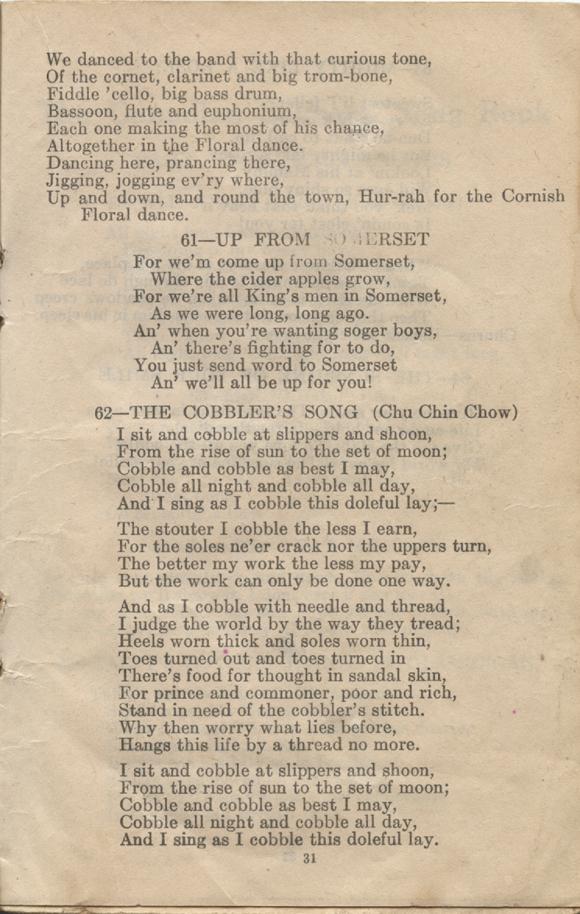 We danced to the band with that curious tone,
Of the cornet, clarinet and big trom-bone,
Fiddle 'cello, big bass drum,
Bassoon, flute and euphonium,
Each one making the most of his chance,
Altogether in the Floral dance.
Dancing here, prancing there,
Jigging, jogging ev'ry where,
Up and down, and round the town, Hur-rah for the Cornish
Floral dance.
61—UP FROM SOMERSET
For we'm come up from Somerset,
Where the cider apples grow,
For we're all King's men in Somerset,
As we were long, long ago.
An' when you're wanting soger boys,
An' there's fighting for to do,
You just send word to Somerset
An' we'll all be up for you!
62—THE COBBLER'S SONG (Chu Chin Chow)
I sit and cobble at slippers and shoon,
From the rise of sun to the set of moon;
Cobble and cobble as best I may,
Cobble all night and cobble all day,
And I sing as I cobble this doleful lay;—
The stouter I cobble the less I earn,
For the soles ne'er crack nor the uppers turn,
The better my work the less my pay,
But the work can only be done one way.
And as I cobble with needle and thread,
I judge the world by the way they tread;
Heels worn thick and soles worn thin,
Toes turned out and toes turned in
There's food for thought in sandal skin,
For prince and commoner, poor and rich,
Stand in need of the cobbler's stitch.
Why then worry what lies before,
Hangs this life by a thread no more.
I sit and cobble at slippers and shoon,
From the rise of sun to the set of moon;
Cobble and cobble as best I may,
Cobble all night and cobble all day,
And I sing as I cobble this doleful lay.
31